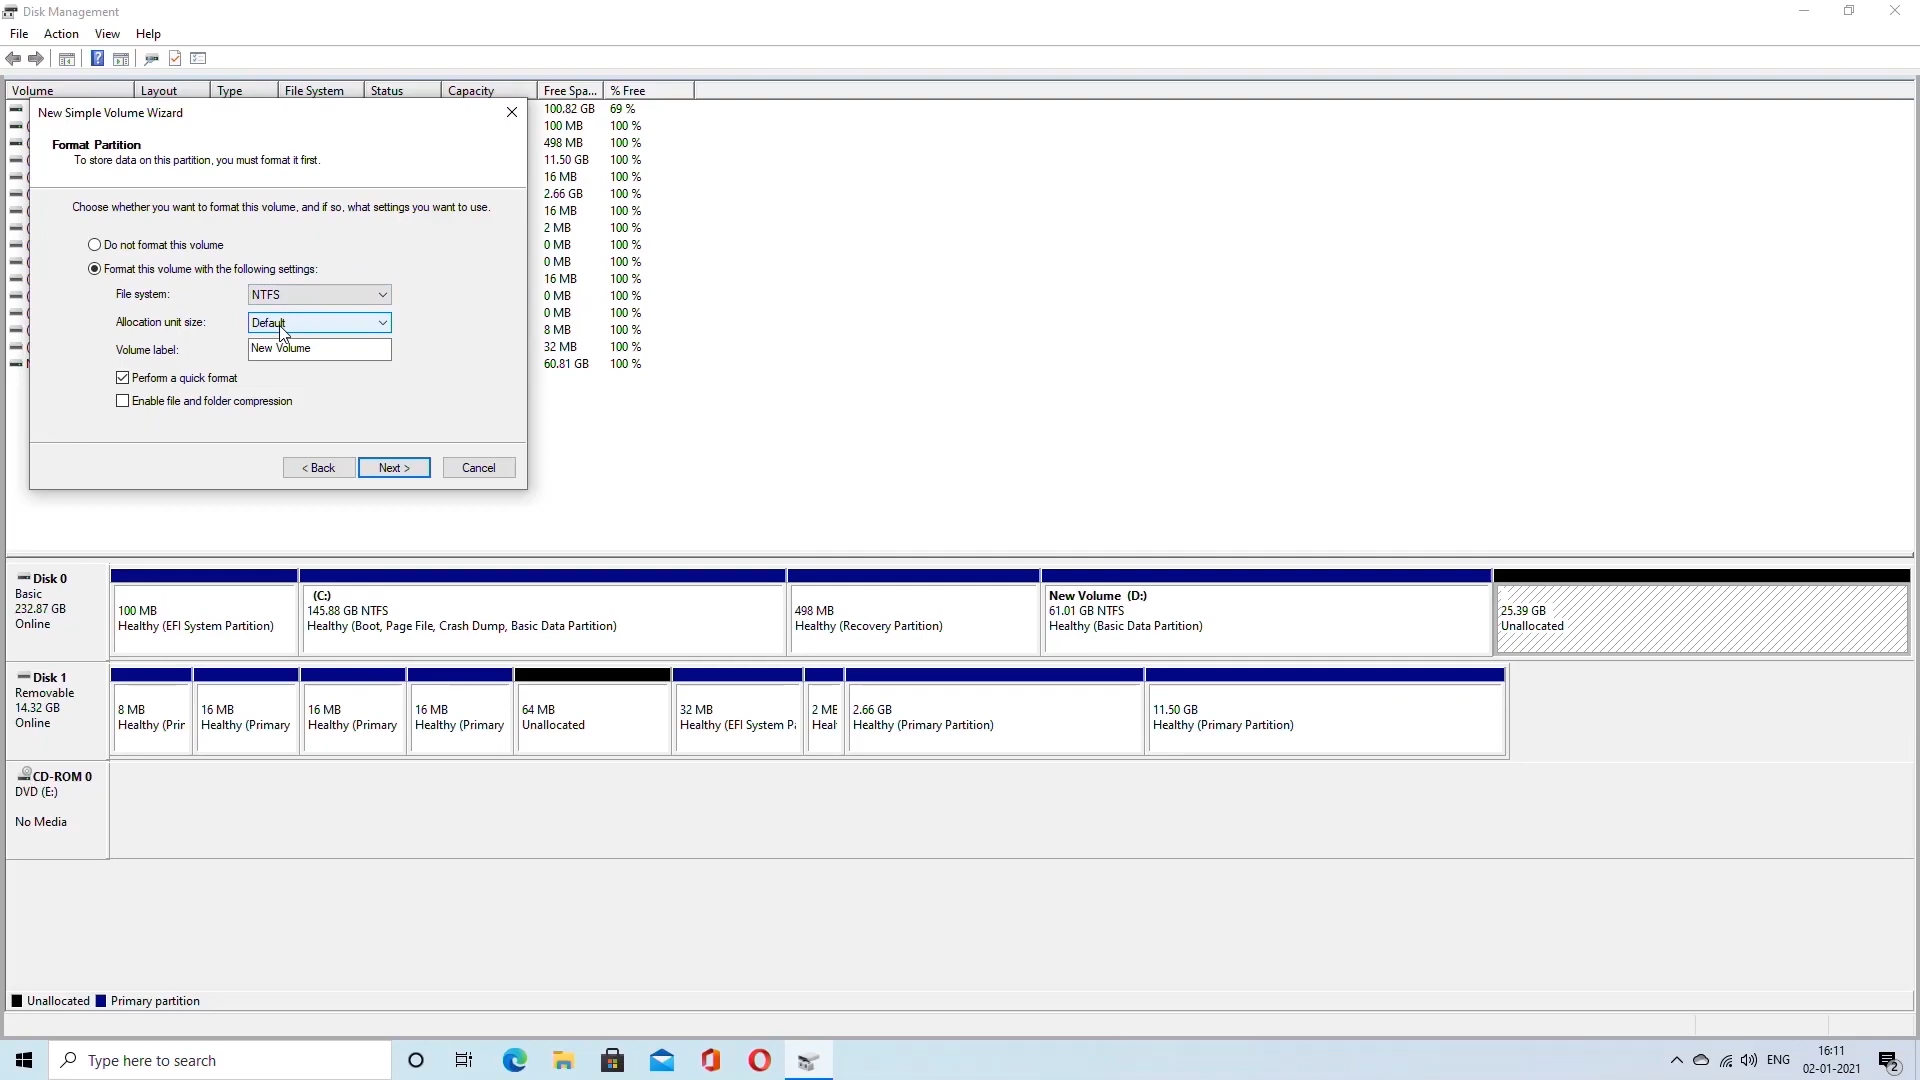 Disk Management
File Action View Help
Volume Layout Type File System Status Capacity Free Spa... % Free
New Simple Volume Wizard
Format Partition
To store data on this partition, you must format it first.
Choose whether you want to format this volume, and if so, what settings you want to use.
Do not format this volume
Format this volume with the following settings:
File system: NTFS
Allocation unit size: Default
Volume label: New Volume
Perform a quick format
Enable file and folder compression
< Back Next > Cancel
100.82 GB 69 %
100 MB 100 %
498 MB 100 %
11.50 GB 100 %
16 MB 100 %
2.66 GB 100 %
16 MB 100 %
2 MB 100 %
0 MB 100 %
0 MB 100 %
16 MB 100 %
0 MB 100 %
0 MB 100 %
8 MB 100 %
32 MB 100 %
60.81 GB 100 %
Disk 0
Basic
232.87 GB
Online
100 MB
Healthy (EFI System Partition)
(C:)
145.88 GB NTFS
Healthy (Boot, Page File, Crash Dump, Basic Data Partition)
498 MB
Healthy (Recovery Partition)
New Volume (D:)
61.01 GB NTFS
Healthy (Basic Data Partition)
25.39 GB
Unallocated
Disk 1
Removable
14.32 GB
Online
8 MB
Healthy (Prir
16 MB
Healthy (Primary
16 MB
Healthy (Primary
16 MB
Healthy (Primary
64 MB
Unallocated
32 MB
Healthy (EFI System Pa
2 ME
Healt
2.66 GB
Healthy (Primary Partition)
11.50 GB
Healthy (Primary Partition)
CD-ROM 0
DVD (E:)
No Media
Unallocated Primary partition
Type here to search
ENG
16:11
02-01-2021
2